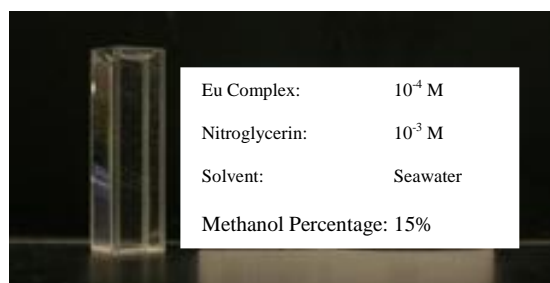 Eu Complex: 10⁻⁴ M
Nitroglycerin: 10⁻³ M
Solvent: Seawater
Methanol Percentage: 15%